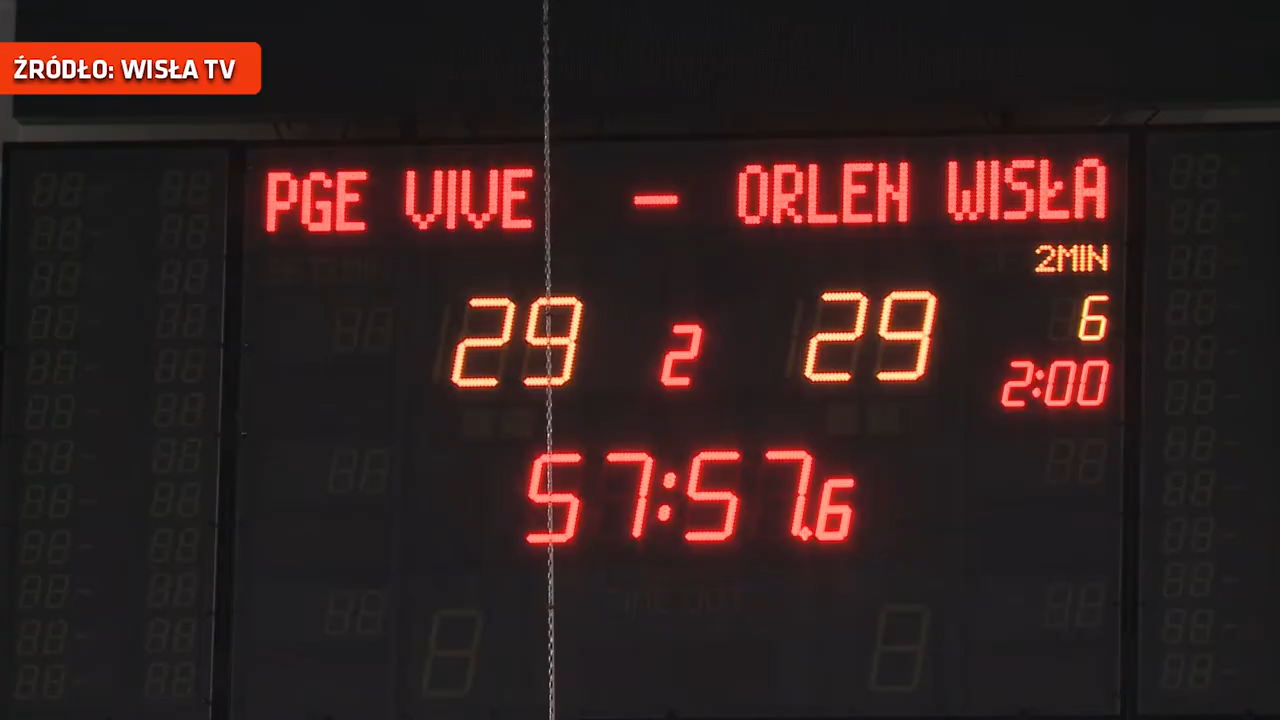 ŹRÓDŁO: WISŁA TV
PGE VIVE - ORLEN WISŁA
2MIN
29 2 29 6
2:00
57:57.6